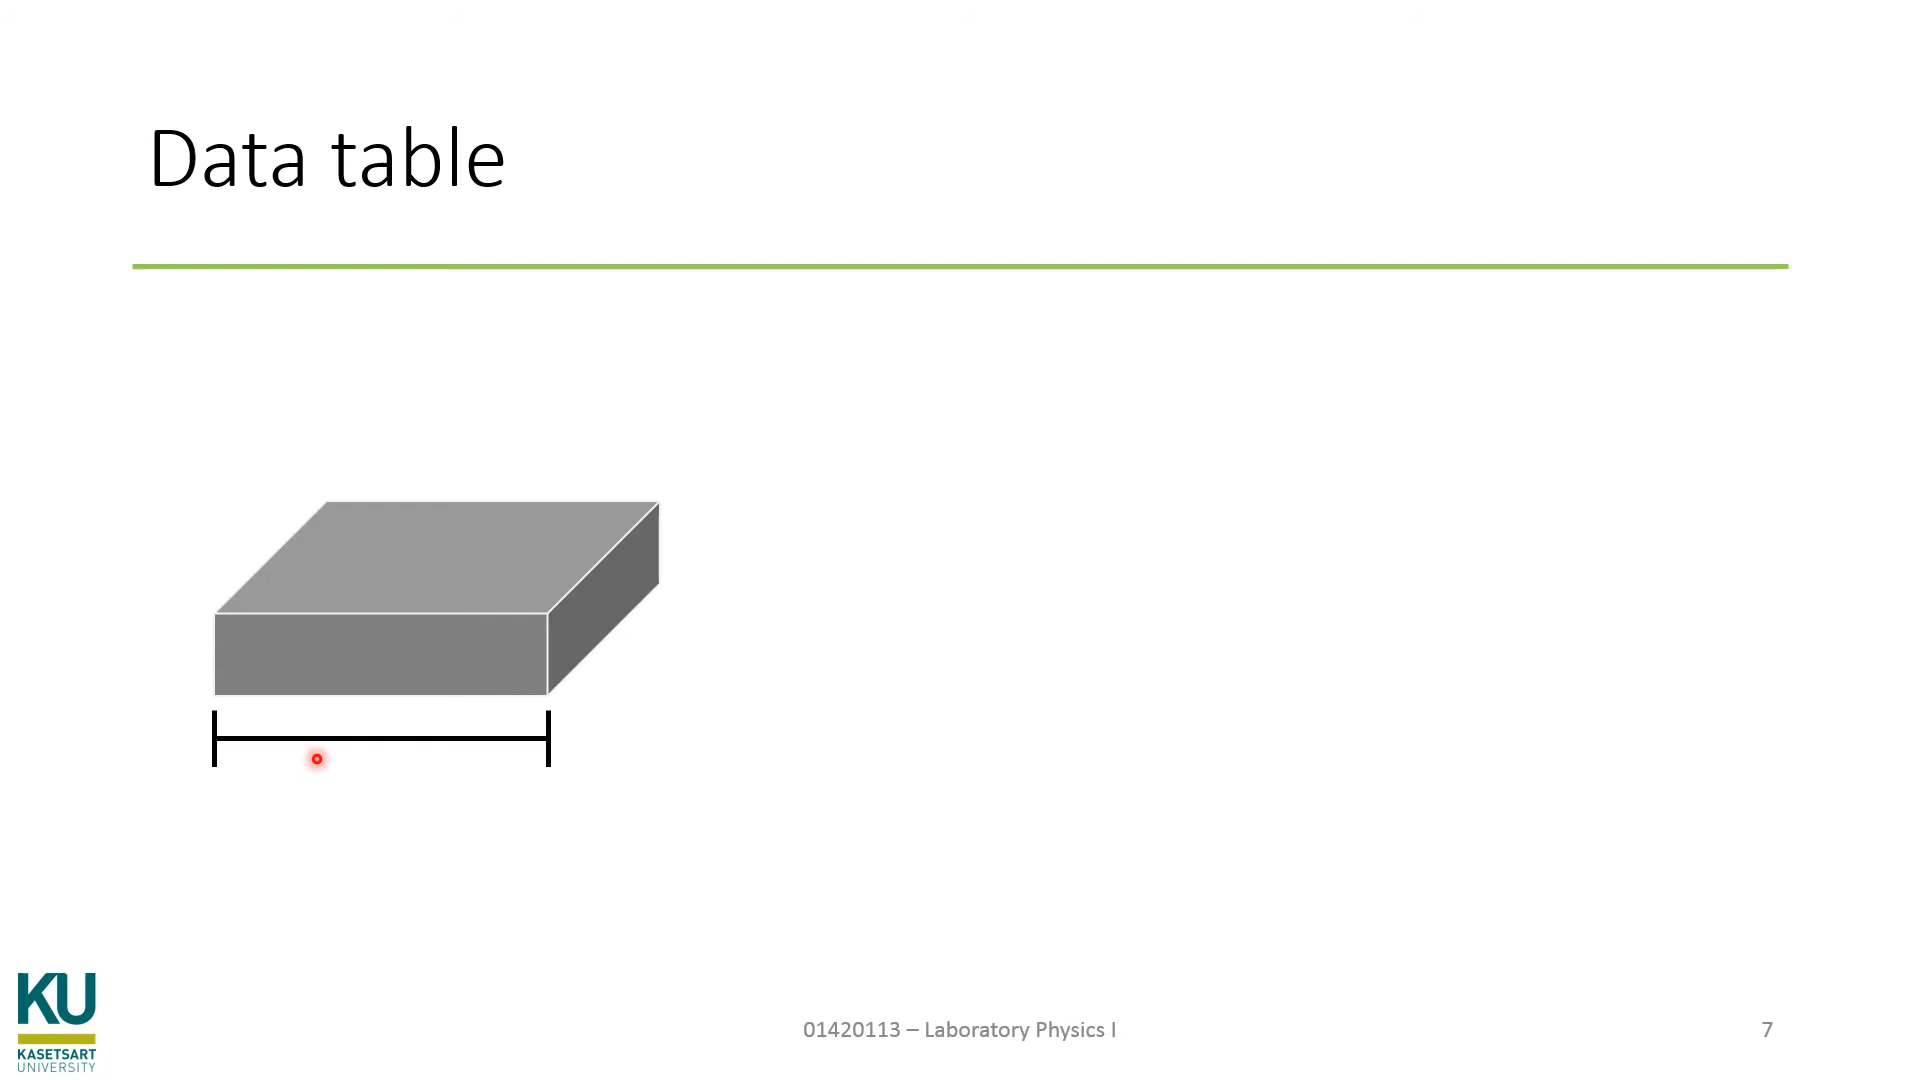 Data table
KU
KASETSART
UNIVERSITY
01420113 – Laboratory Physics I
7